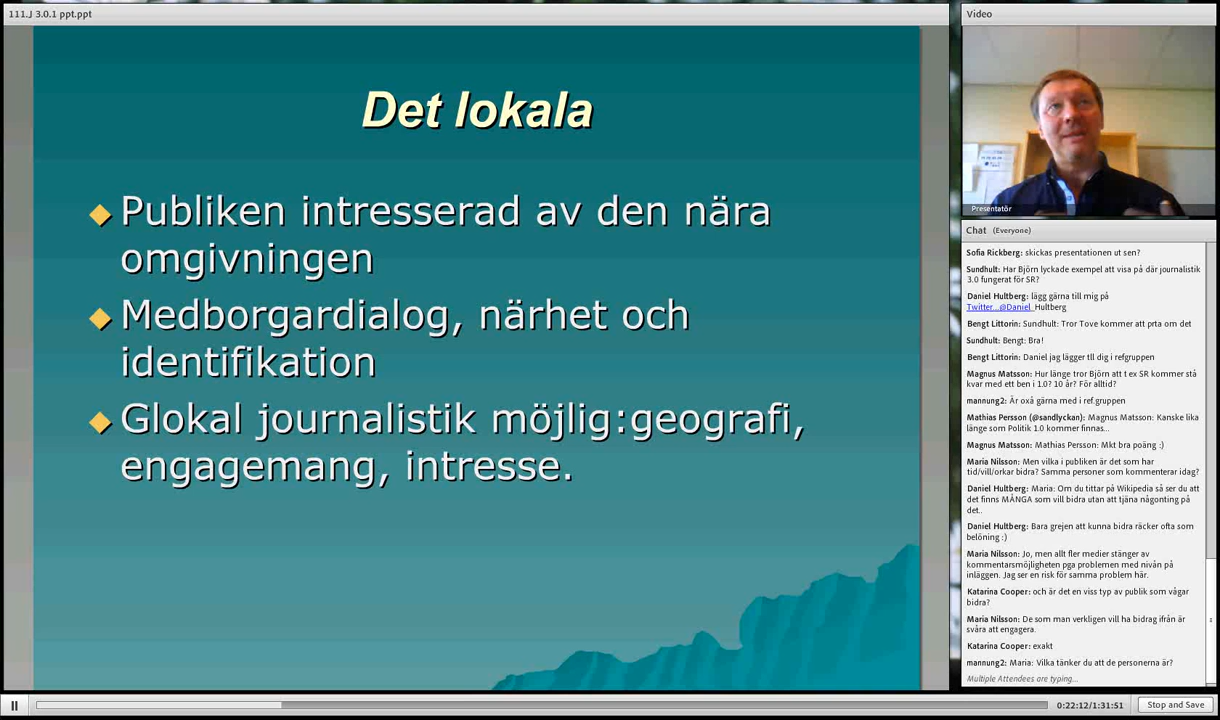 111.J 3.0.1 ppt.ppt
Det lokala
Publiken intresserad av den nära
omgivningen
Medborgardialog, närhet och
identifikation
Glokal journalistik möjlig:geografi,
engagemang, intresse.
Video
Presentatör
Chat (Everyone)
Sofia Rickberg: skickas presentationen ut sen?
Sundhult: Har Björn lyckade exempel att visa på där journalistik
3.0 fungerat för SR?
Daniel Hultberg: lägg gärna till mig på
Twitter...@Daniel_Hultberg
Bengt Littorin: Sundhult: Tror Tove kommer att prta om det
Sundhult: Bengt: Bra!
Bengt Littorin: Daniel jag lägger tll dig i refgruppen
Magnus Matsson: Hur länge tror Björn att t ex SR kommer stå
kvar med ett ben i 1.0? 10 år? För alltid?
mannung2: Är oxå gärna med i ref.gruppen
Mathias Persson (@sandlyckan): Magnus Matsson: Kanske lika
länge som Politik 1.0 kommer finnas...
Magnus Matsson: Mathias Persson: Mkt bra poäng :)
Maria Nilsson: Men vilka i publiken är det som har
tid/vill/orkar bidra? Samma personer som kommenterar idag?
Daniel Hultberg: Maria: Om du tittar på Wikipedia så ser du att
det finns MÅNGA som vill bidra utan att tjäna någonting på
det..
Daniel Hultberg: Bara grejen att kunna bidra räcker ofta som
belöning :)
Maria Nilsson: Jo, men allt fler medier stänger av
kommentarsmöjligheten pga problemen med nivån på
inläggen. Jag ser en risk för samma problem här.
Katarina Cooper: och är det en viss typ av publik som vågar
bidra?
Maria Nilsson: De som man verkligen vill ha bidrag ifrån är
svåra att engagera.
Katarina Cooper: exakt
mannung2: Maria: Vilka tänker du att de personerna är?
Multiple Attendees are typing...
0:22:12/1:31:51
Stop and Save